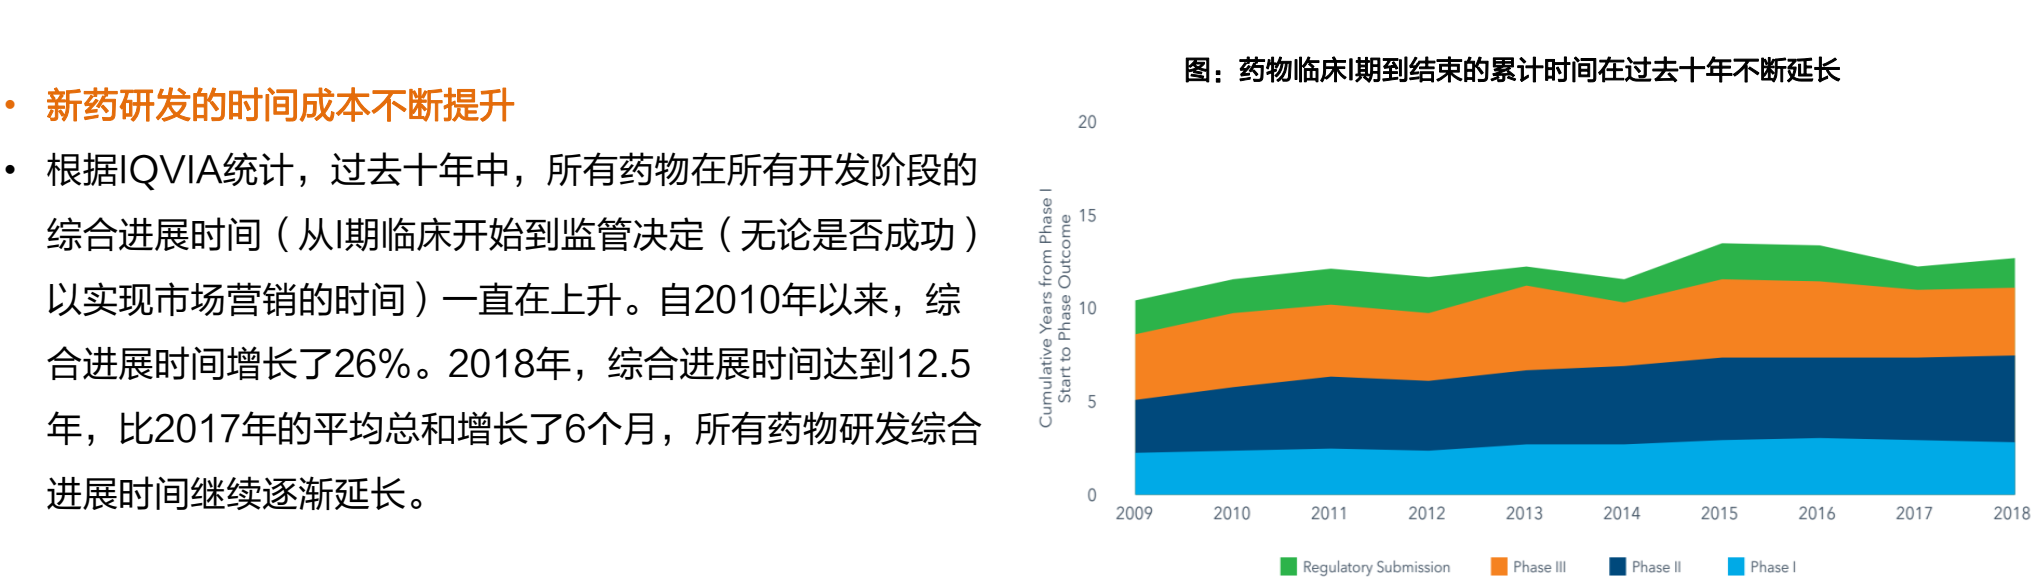 • 新药研发的时间成本不断提升
• 根据IQVIA统计，过去十年中，所有药物在所有开发阶段的
综合进展时间（从I期临床开始到监管决定（无论是否成功）
以实现市场营销的时间）一直在上升。自2010年以来，综
合进展时间增长了26%。2018年，综合进展时间达到12.5
年，比2017年的平均总和增长了6个月，所有药物研发综合
进展时间继续逐渐延长。
图：药物临床I期到结束的累计时间在过去十年不断延长
Cumulative Years from Phase I
Start to Phase Outcome
20
15
10
5
0
2009 2010 2011 2012 2013 2014 2015 2016 2017 2018
Regulatory Submission Phase III Phase II Phase I